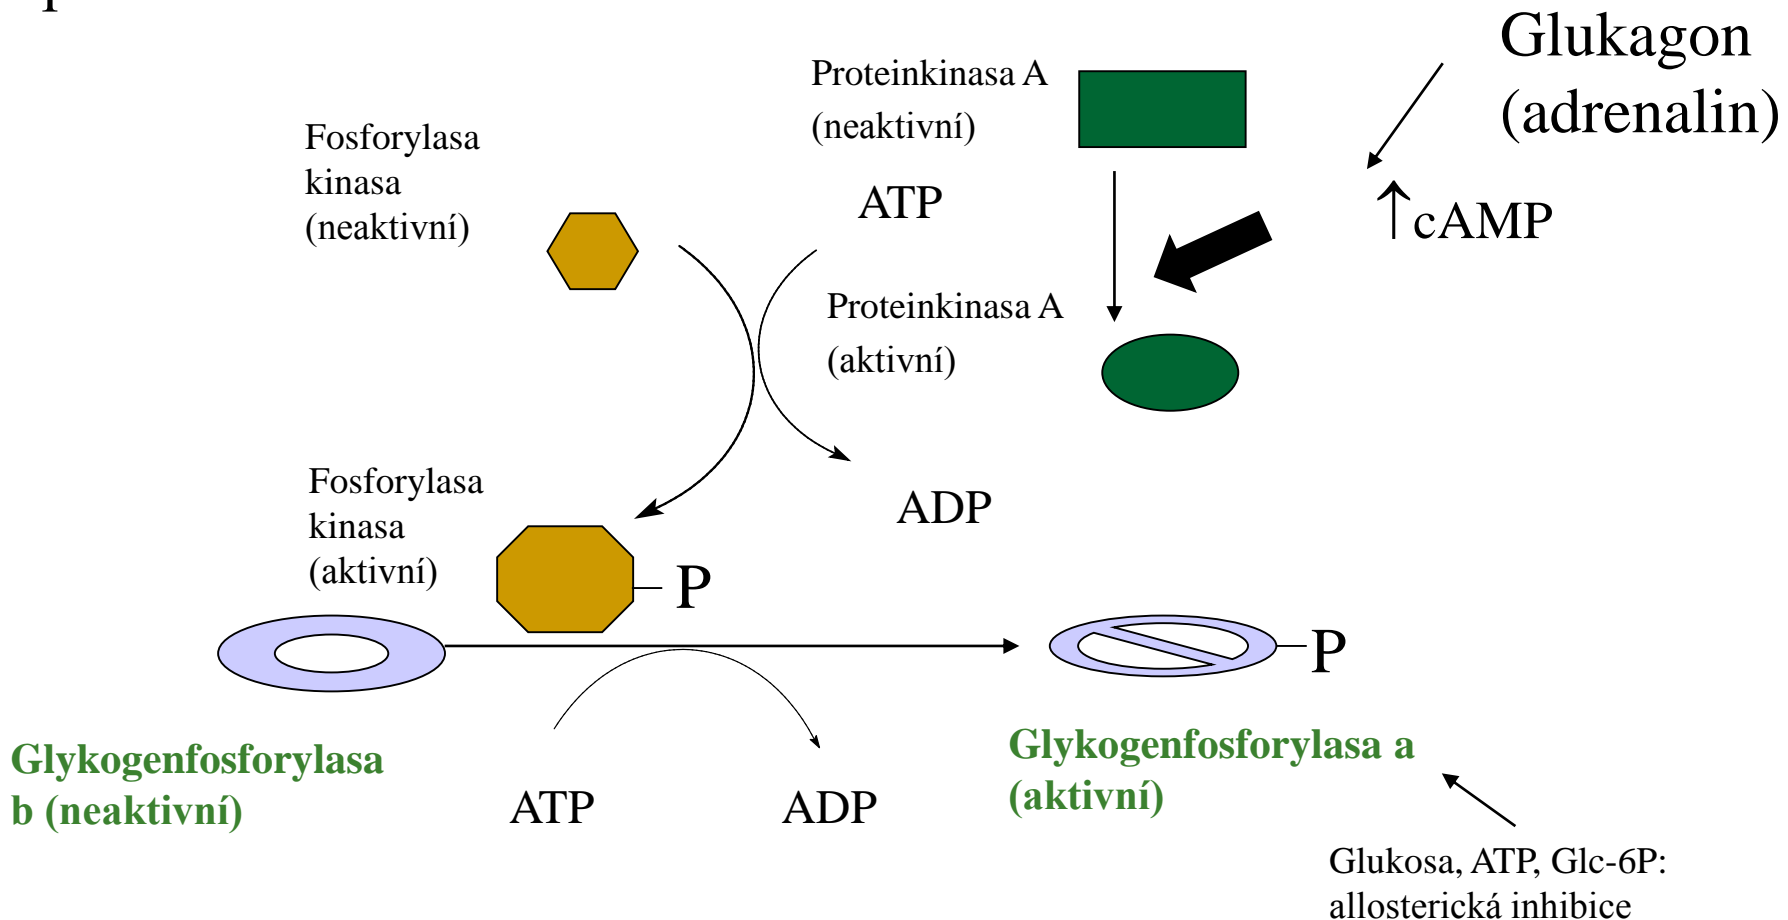 Glukagon
(adrenalin)
Proteinkinasa A
(neaktivní)
Fosforylasa
kinasa
(neaktivní)
ATP
↑cAMP
Proteinkinasa A
(aktivní)
Fosforylasa
kinasa
(aktivní)
ADP
P
P
Glykogenfosforylasa
b (neaktivní)
ATP
ADP
Glykogenfosforylasa a
(aktivní)
Glukosa, ATP, Glc-6P:
allosterická inhibice